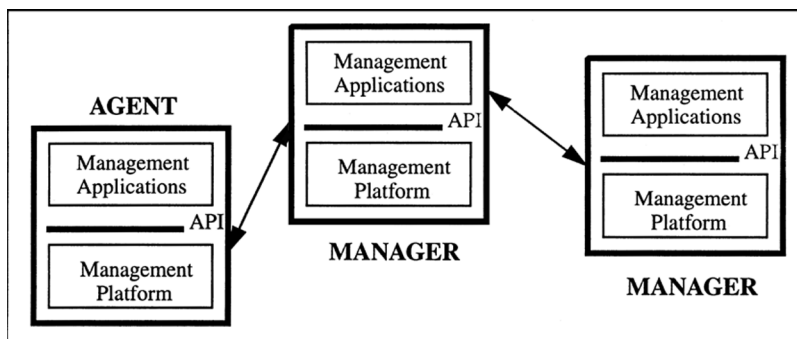 AGENT
Management
Applications
API
Management
Platform
Management
Applications
API
Management
Platform
MANAGER
Management
Applications
API
Management
Platform
MANAGER